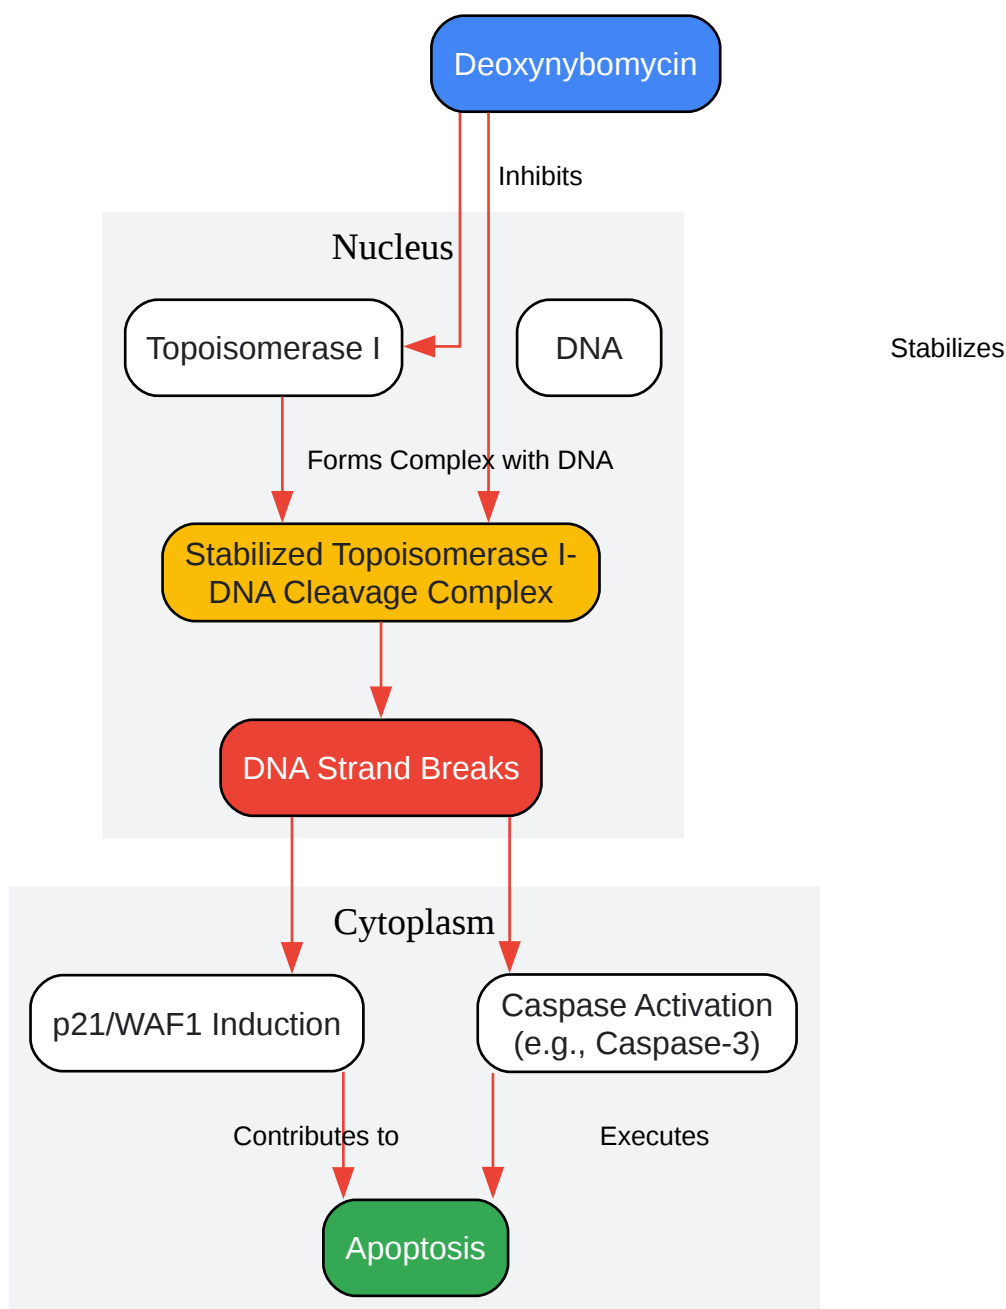 Deoxynybomycin
Inhibits
Nucleus
Topoisomerase I
DNA
Stabilizes
Forms Complex with DNA
Stabilized Topoisomerase I-
DNA Cleavage Complex
DNA Strand Breaks
Cytoplasm
p21/WAF1 Induction
Caspase Activation
(e.g., Caspase-3)
Contributes to
Executes
Apoptosis